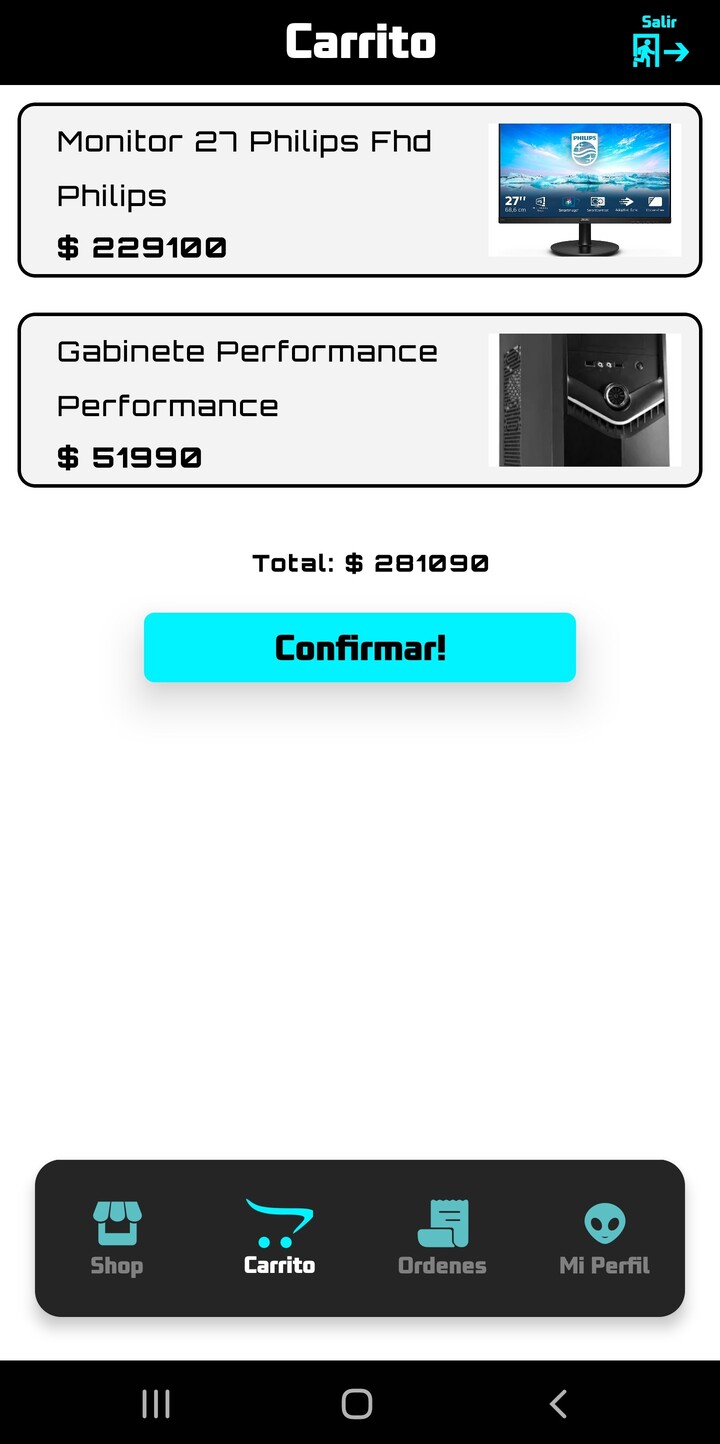 Carrito
Salir
Monitor 27 Philips Fhd
Philips
$ 229100
PHILIPS
27''
68,6 cm
Gabinete Performance
Performance
$ 51990
Total: $ 281090
Confirmar!
Shop
Carrito
Ordenes
Mi Perfil